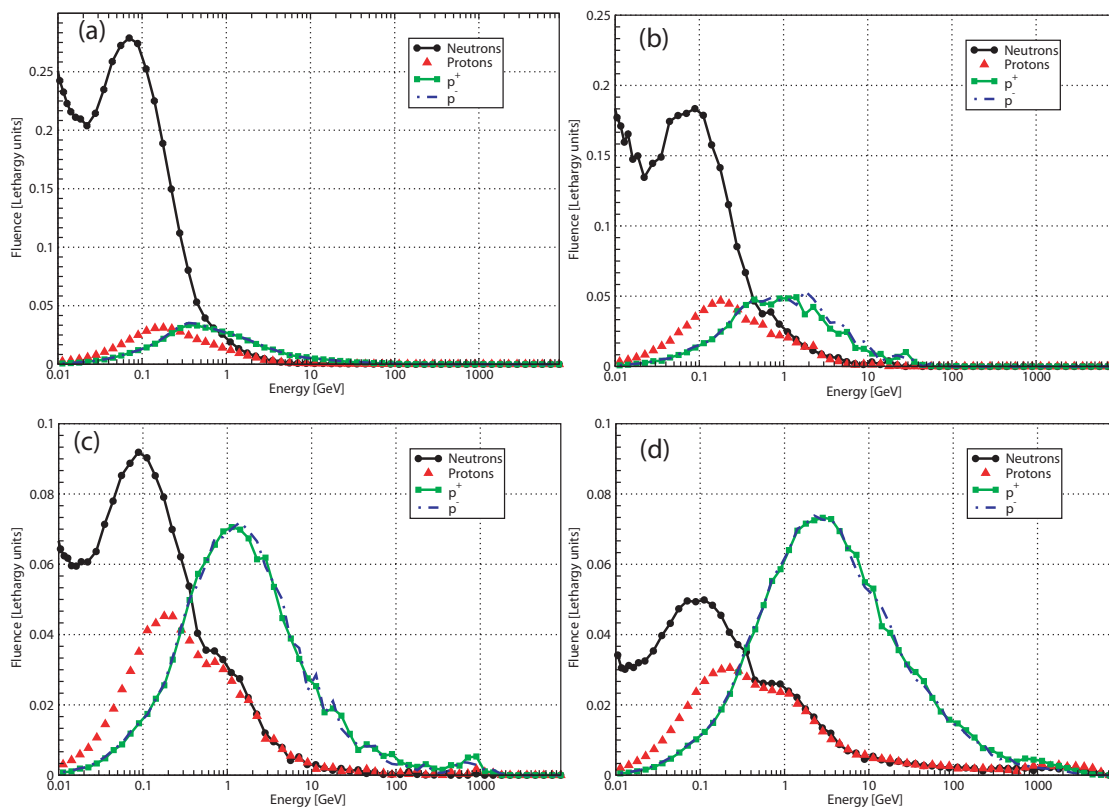 (a)
Neutrons
Protons
p+
p-
Fluence [Lethargy units]
0.25
0.2
0.15
0.1
0.05
0
0.01 0.1 1 10 100 1000
Energy [GeV]
(b)
Neutrons
Protons
p+
p-
Fluence [Lethargy units]
0.25
0.2
0.15
0.1
0.05
0
0.01 0.1 1 10 100 1000
Energy [GeV]
(c)
Neutrons
Protons
p+
p-
Fluence [Lethargy units]
0.1
0.08
0.06
0.04
0.02
0
0.01 0.1 1 10 100 1000
Energy [GeV]
(d)
Neutrons
Protons
p+
p-
Fluence [Lethargy units]
0.1
0.08
0.06
0.04
0.02
0
0.01 0.1 1 10 100 1000
Energy [GeV]